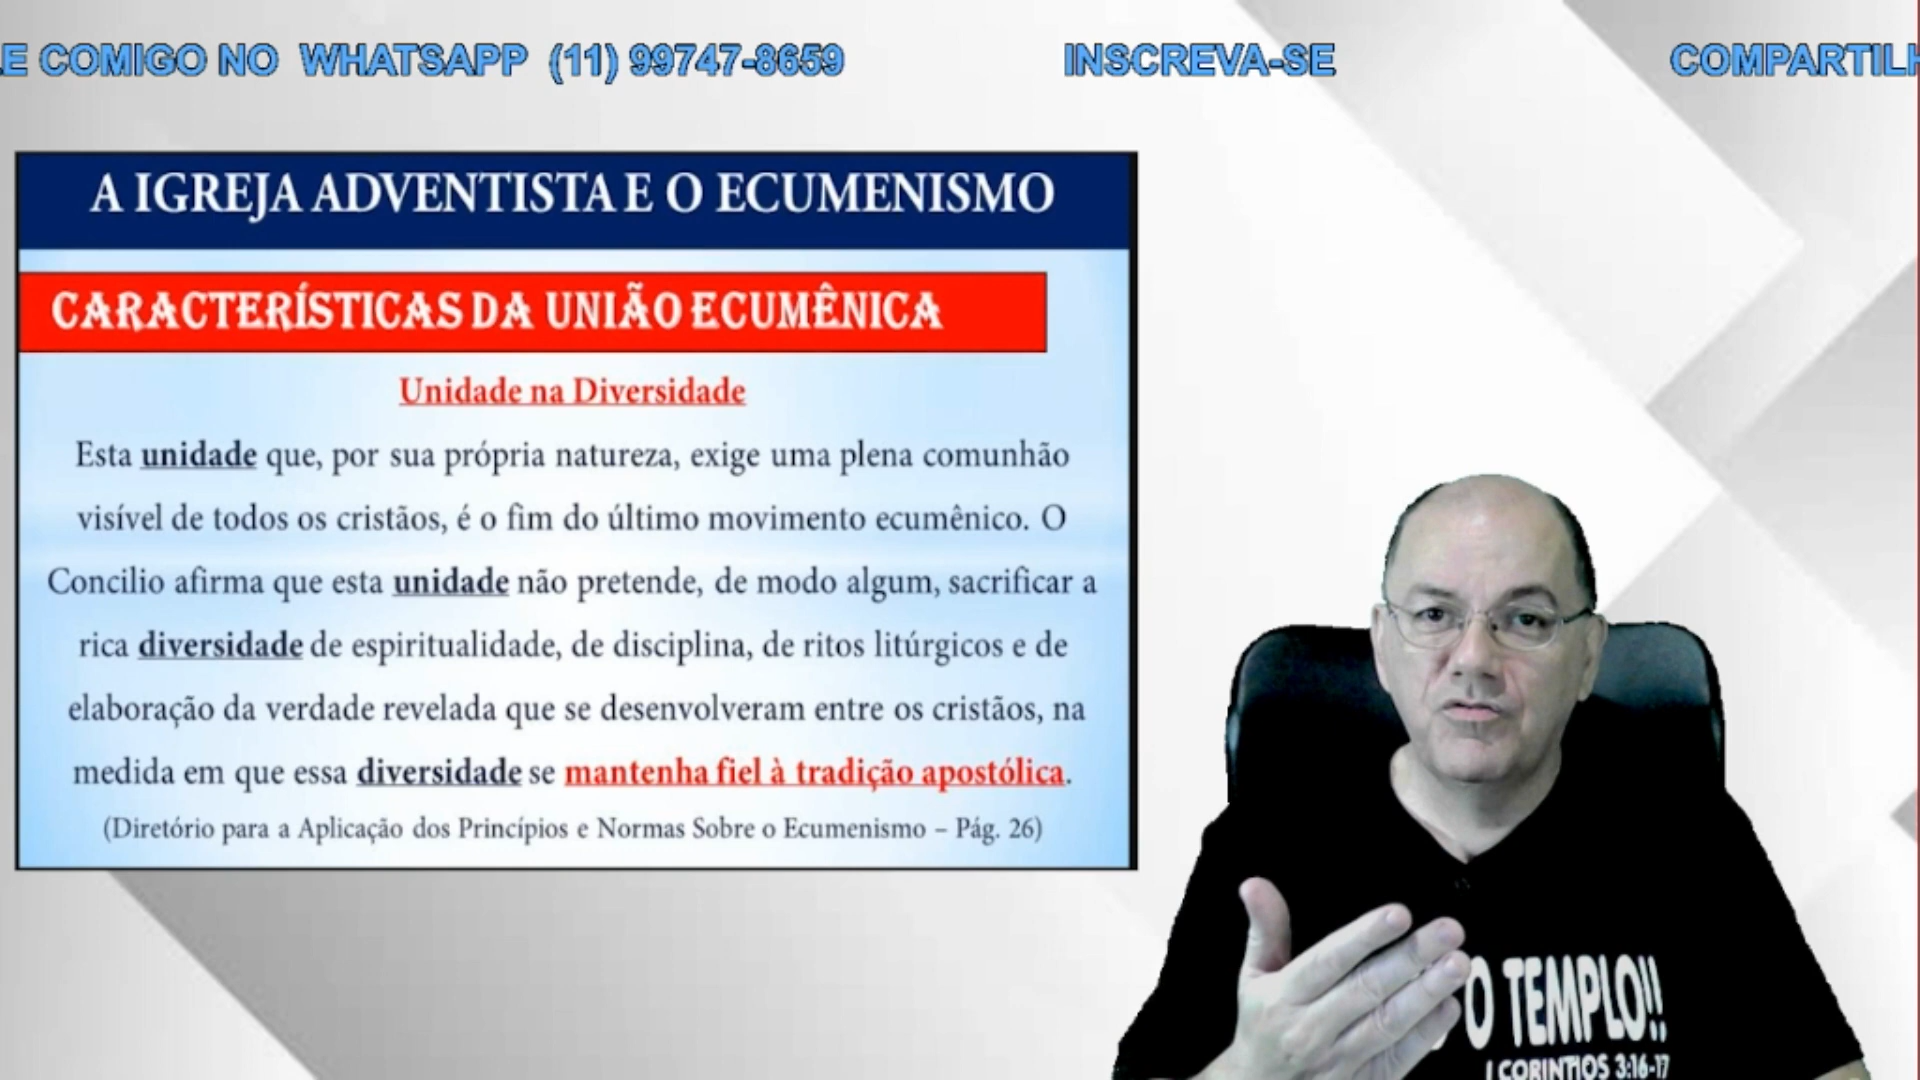 E COMIGO NO WHATSAPP (11) 99747-8659 INSCREVA-SE COMPARTILH
A IGREJA ADVENTISTA E O ECUMENISMO
CARACTERÍSTICAS DA UNIÃO ECUMÊNICA
Unidade na Diversidade
Esta unidade que, por sua própria natureza, exige uma plena comunhão
visível de todos os cristãos, é o fim do último movimento ecumênico. O
Concilio afirma que esta unidade não pretende, de modo algum, sacrificar a
rica diversidade de espiritualidade, de disciplina, de ritos litúrgicos e de
elaboração da verdade revelada que se desenvolveram entre os cristãos, na
medida em que essa diversidade se mantenha fiel à tradição apostólica.
(Diretório para a Aplicação dos Princípios e Normas Sobre o Ecumenismo – Pág. 26)
O TEMPLO!!
I CORINTIOS 3:16-17